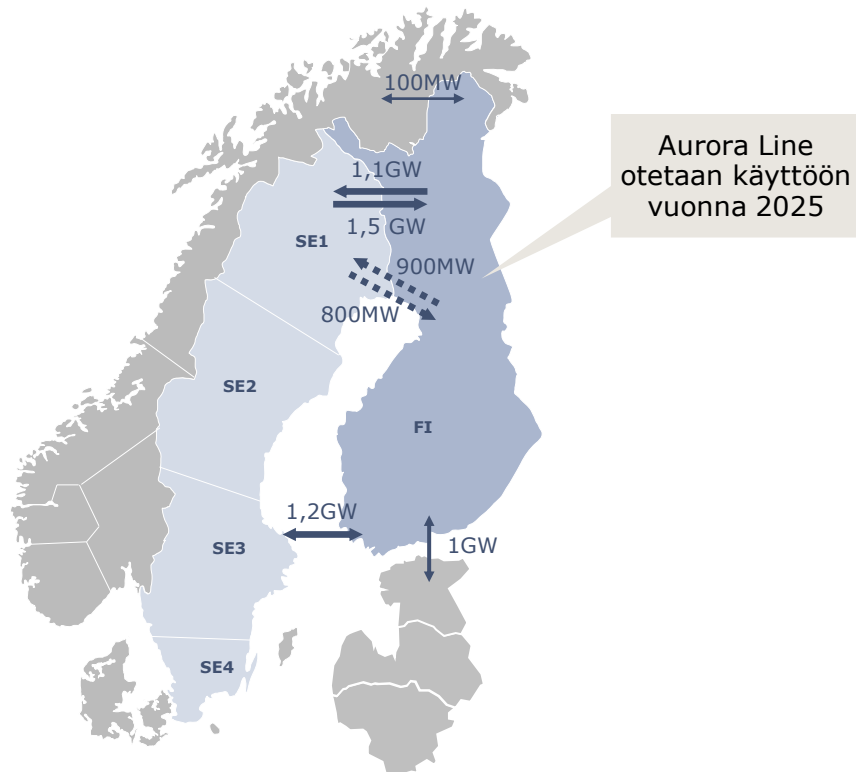 100MW
Aurora Line
otetaan käyttöön
vuonna 2025
1,1GW
1,5 GW
SE1
900MW
800MW
SE2
FI
1,2GW
SE3
1GW
SE4